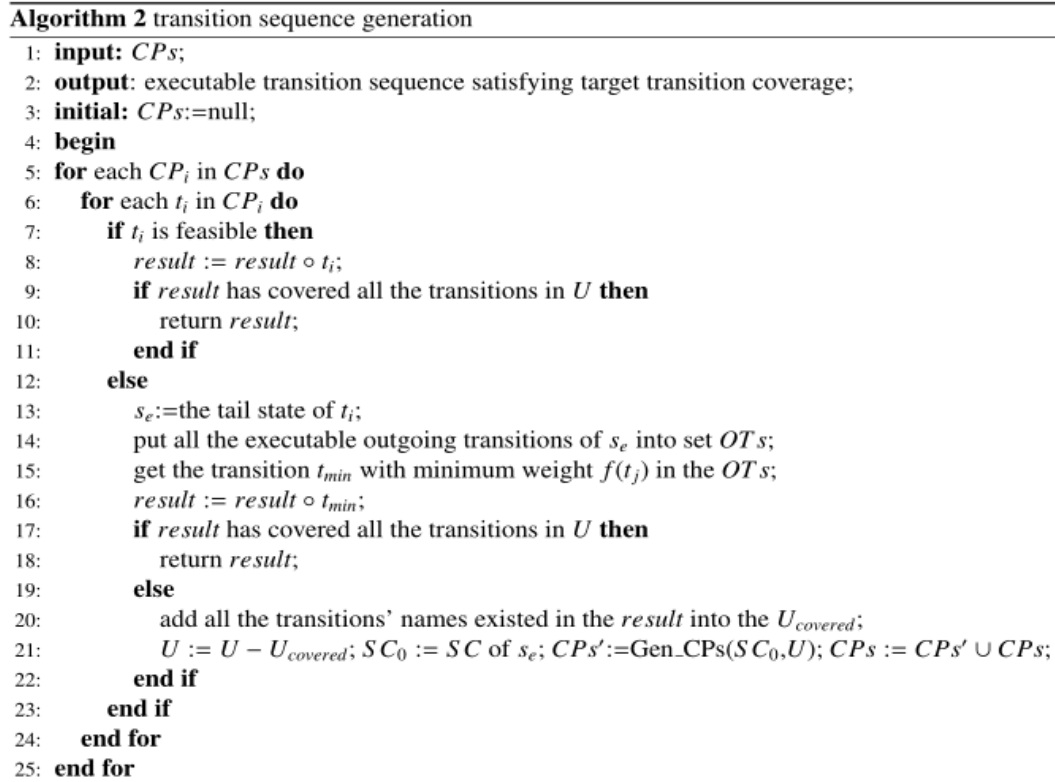 Algorithm 2 transition sequence generation
1: input: CPs;
2: output: executable transition sequence satisfying target transition coverage;
3: initial: CPs:=null;
4: begin
5: for each CPi in CPs do
6: for each ti in CPi do
7: if ti is feasible then
8: result := result ∘ ti;
9: if result has covered all the transitions in U then
10: return result;
11: end if
12: else
13: se:=the tail state of ti;
14: put all the executable outgoing transitions of se into set OTs;
15: get the transition tmin with minimum weight f(tj) in the OTs;
16: result := result ∘ tmin;
17: if result has covered all the transitions in U then
18: return result;
19: else
20: add all the transitions' names existed in the result into the Ucovered;
21: U := U − Ucovered; SC0 := SC of se; CPs′:=Gen_CPs(SC0,U); CPs := CPs′ ∪ CPs;
22: end if
23: end if
24: end for
25: end for